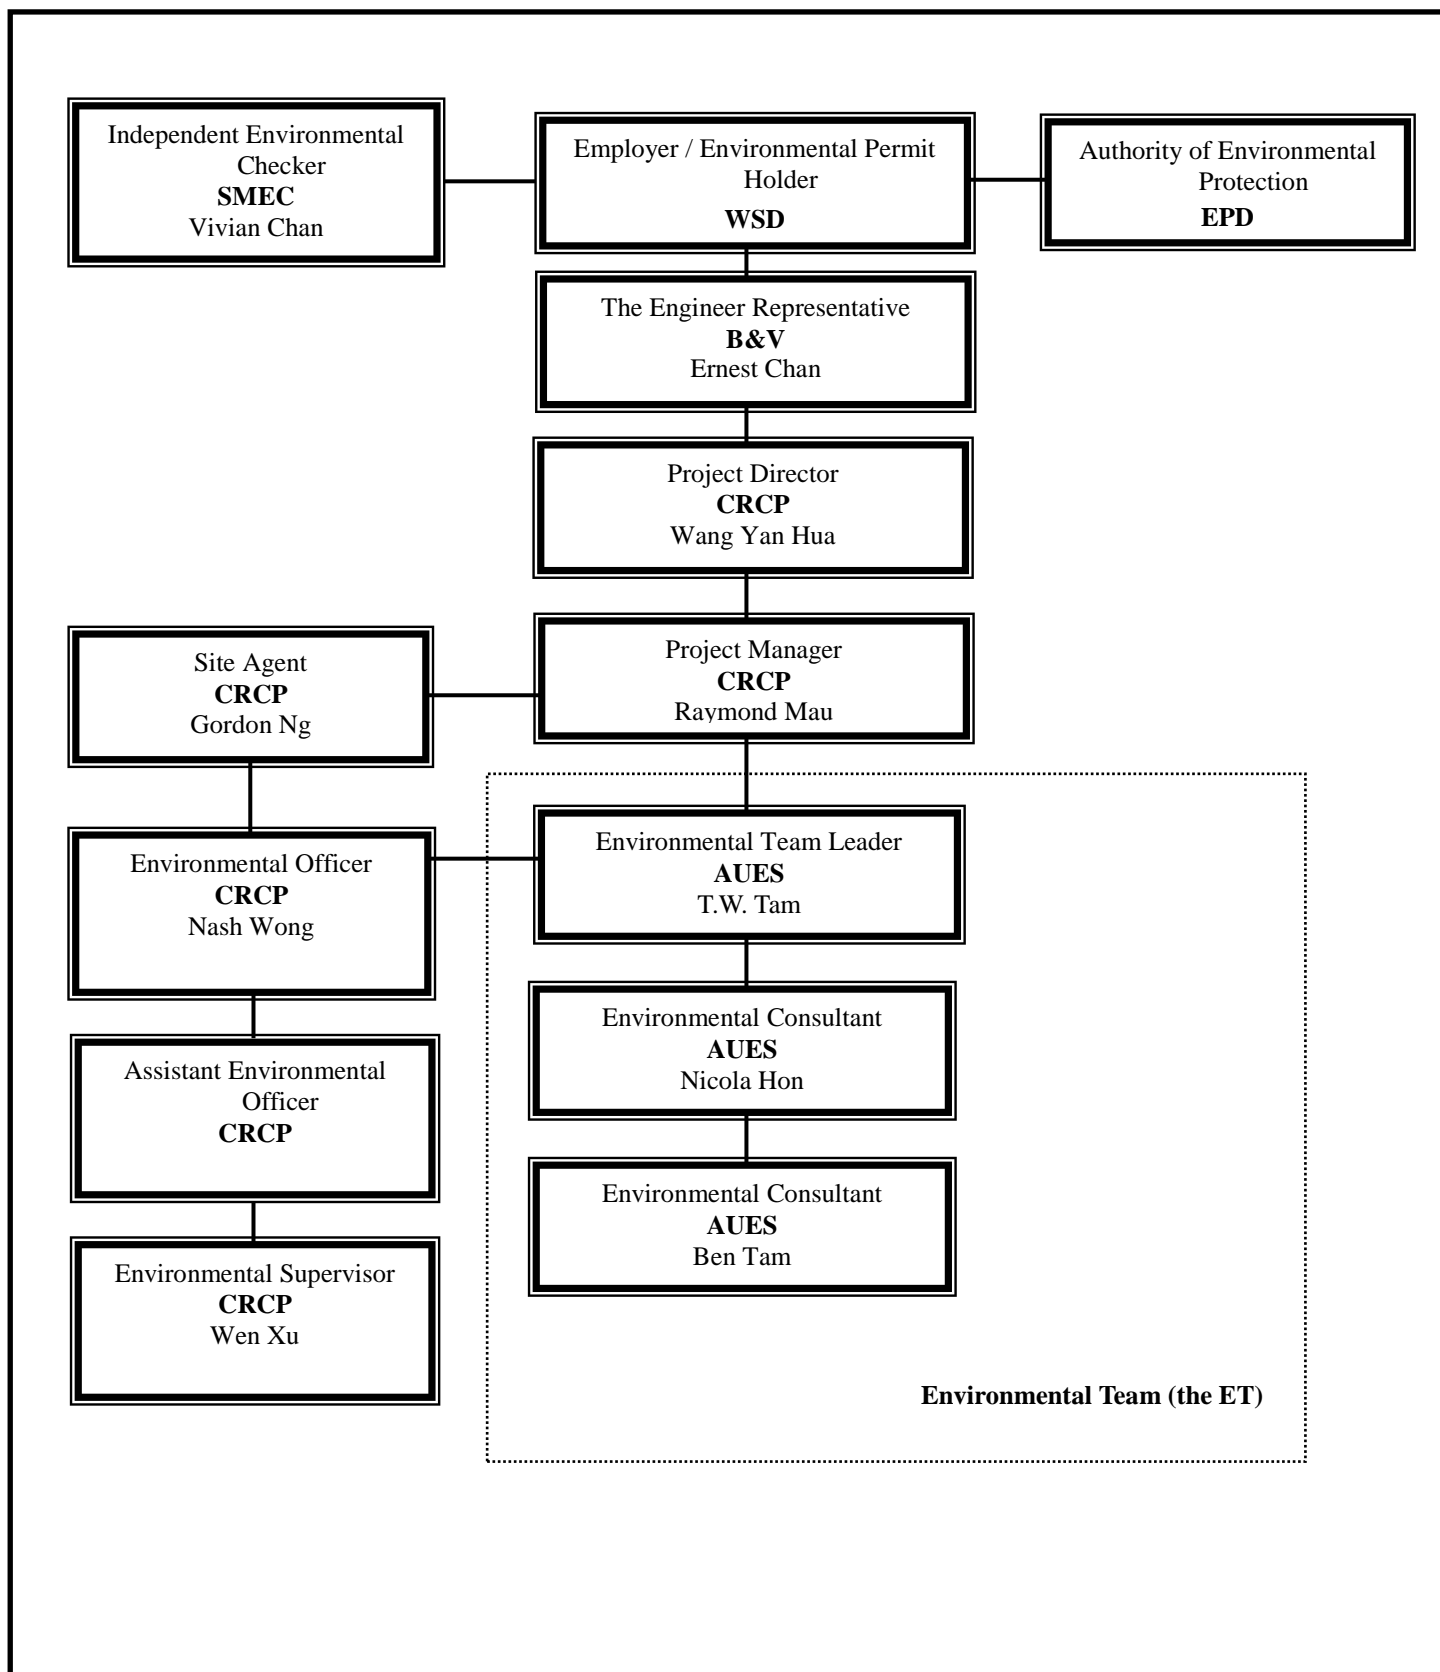 Independent Environmental
Checker
SMEC
Vivian Chan
Employer / Environmental Permit
Holder
WSD
Authority of Environmental
Protection
EPD
The Engineer Representative
B&V
Ernest Chan
Project Director
CRCP
Wang Yan Hua
Project Manager
CRCP
Raymond Mau
Site Agent
CRCP
Gordon Ng
Environmental Team Leader
AUES
T.W. Tam
Environmental Officer
CRCP
Nash Wong
Environmental Consultant
AUES
Nicola Hon
Assistant Environmental
Officer
CRCP
Environmental Consultant
AUES
Ben Tam
Environmental Supervisor
CRCP
Wen Xu
Environmental Team (the ET)